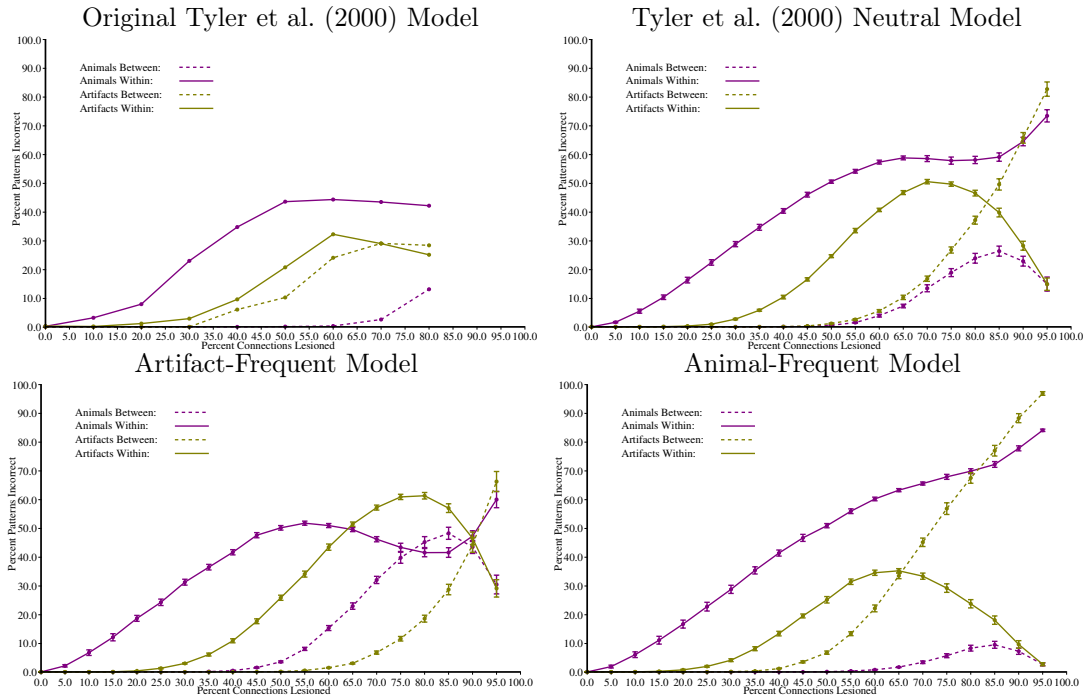 Original Tyler et al. (2000) Model
Percent Patterns Incorrect
100.0
90.0
80.0
70.0
60.0
50.0
40.0
30.0
20.0
10.0
0.0
Animals Between:
Animals Within:
Artifacts Between:
Artifacts Within:
0.0 5.0 10.0 15.0 20.0 25.0 30.0 35.0 40.0 45.0 50.0 55.0 60.0 65.0 70.0 75.0 80.0 85.0 90.0 95.0 100.0
Percent Connections Lesioned
Tyler et al. (2000) Neutral Model
Percent Patterns Incorrect
100.0
90.0
80.0
70.0
60.0
50.0
40.0
30.0
20.0
10.0
0.0
Animals Between:
Animals Within:
Artifacts Between:
Artifacts Within:
0.0 5.0 10.0 15.0 20.0 25.0 30.0 35.0 40.0 45.0 50.0 55.0 60.0 65.0 70.0 75.0 80.0 85.0 90.0 95.0 100.0
Percent Connections Lesioned
Artifact-Frequent Model
Percent Patterns Incorrect
100.0
90.0
80.0
70.0
60.0
50.0
40.0
30.0
20.0
10.0
0.0
Animals Between:
Animals Within:
Artifacts Between:
Artifacts Within:
0.0 5.0 10.0 15.0 20.0 25.0 30.0 35.0 40.0 45.0 50.0 55.0 60.0 65.0 70.0 75.0 80.0 85.0 90.0 95.0 100.0
Percent Connections Lesioned
Animal-Frequent Model
Percent Patterns Incorrect
100.0
90.0
80.0
70.0
60.0
50.0
40.0
30.0
20.0
10.0
0.0
Animals Between:
Animals Within:
Artifacts Between:
Artifacts Within:
0.0 5.0 10.0 15.0 20.0 25.0 30.0 35.0 40.0 45.0 50.0 55.0 60.0 65.0 70.0 75.0 80.0 85.0 90.0 95.0 100.0
Percent Connections Lesioned